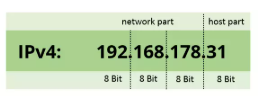 network part host part
IPv4: 192.168.178.31
8 Bit 8 Bit 8 Bit 8 Bit